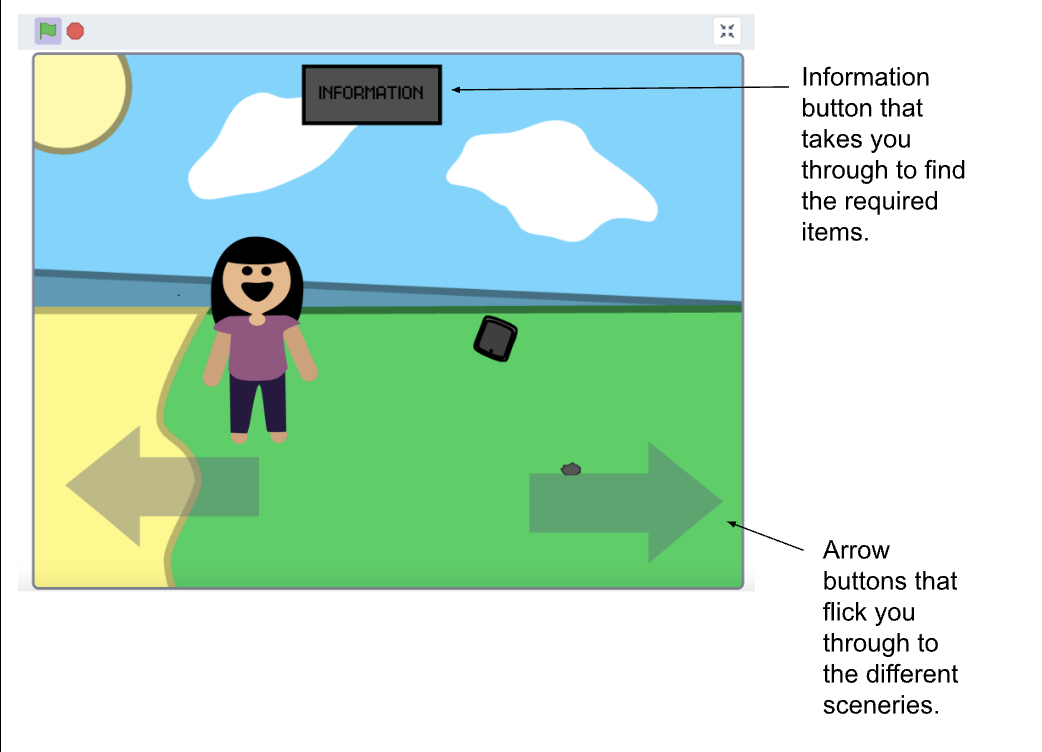 INFORMATION
Information
button that
takes you
through to find
the required
items.
Arrow
buttons that
flick you
through to
the different
sceneries.